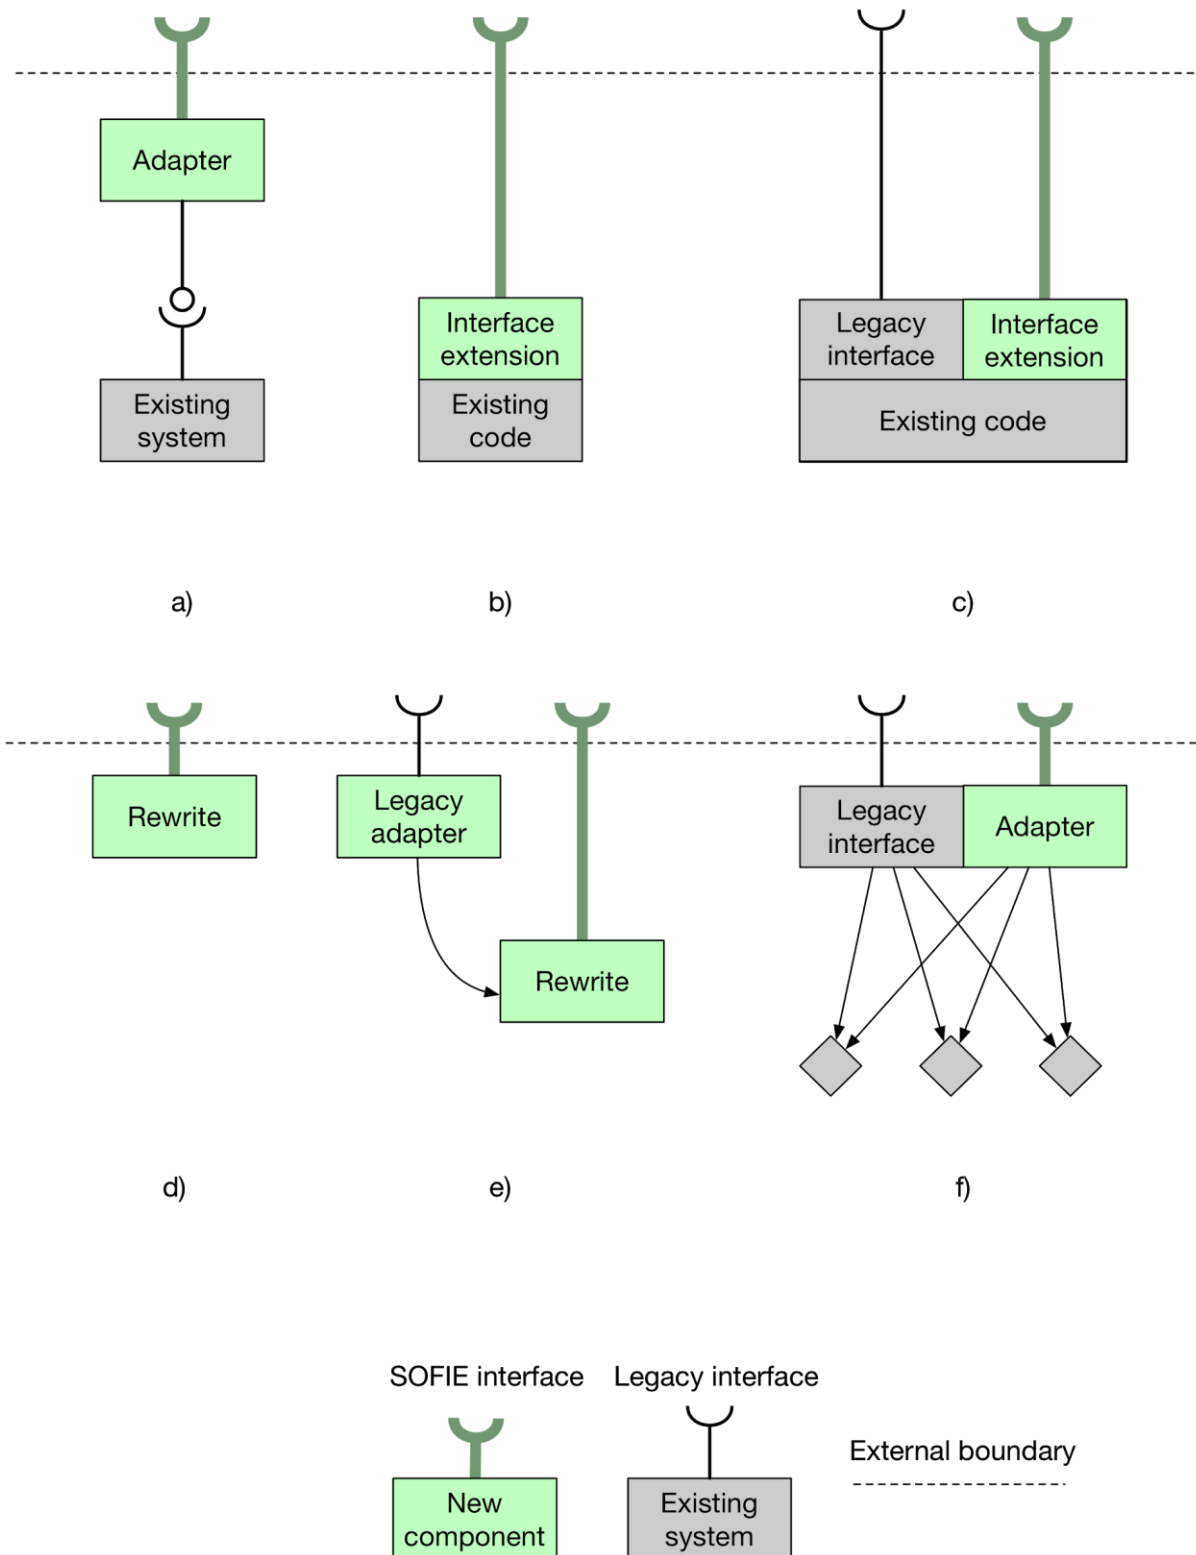 Adapter
Existing
system
a)
Interface
extension
Existing
code
b)
Legacy
interface
Interface
extension
Existing code
c)
Rewrite
d)
Legacy
adapter
Rewrite
e)
Legacy
interface
Adapter
f)
SOFIE interface
New
component
Legacy interface
Existing
system
External boundary